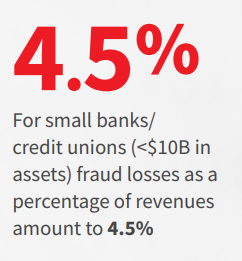 4.5%
For small banks/
credit unions (<$10B in
assets) fraud losses as a
percentage of revenues
amount to 4.5%